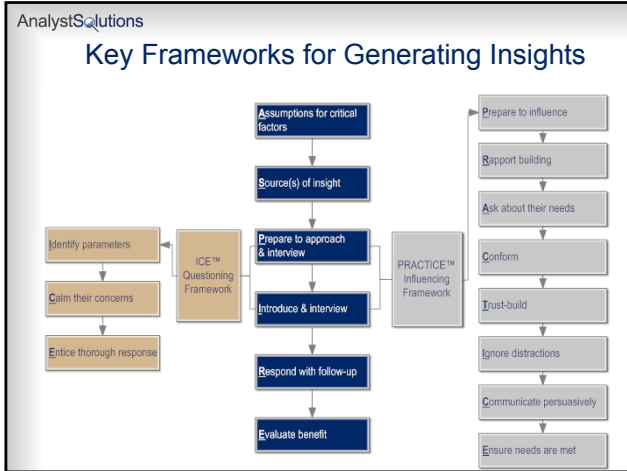 AnalystSolutions
Key Frameworks for Generating Insights
Assumptions for critical
factors
Source(s) of insight
Prepare to approach
& interview
Introduce & interview
Respond with follow-up
Evaluate benefit
ICE™
Questioning
Framework
Identify parameters
Calm their concerns
Entice thorough response
PRACTICE™
Influencing
Framework
Prepare to influence
Rapport building
Ask about their needs
Conform
Trust-build
Ignore distractions
Communicate persuasively
Ensure needs are met